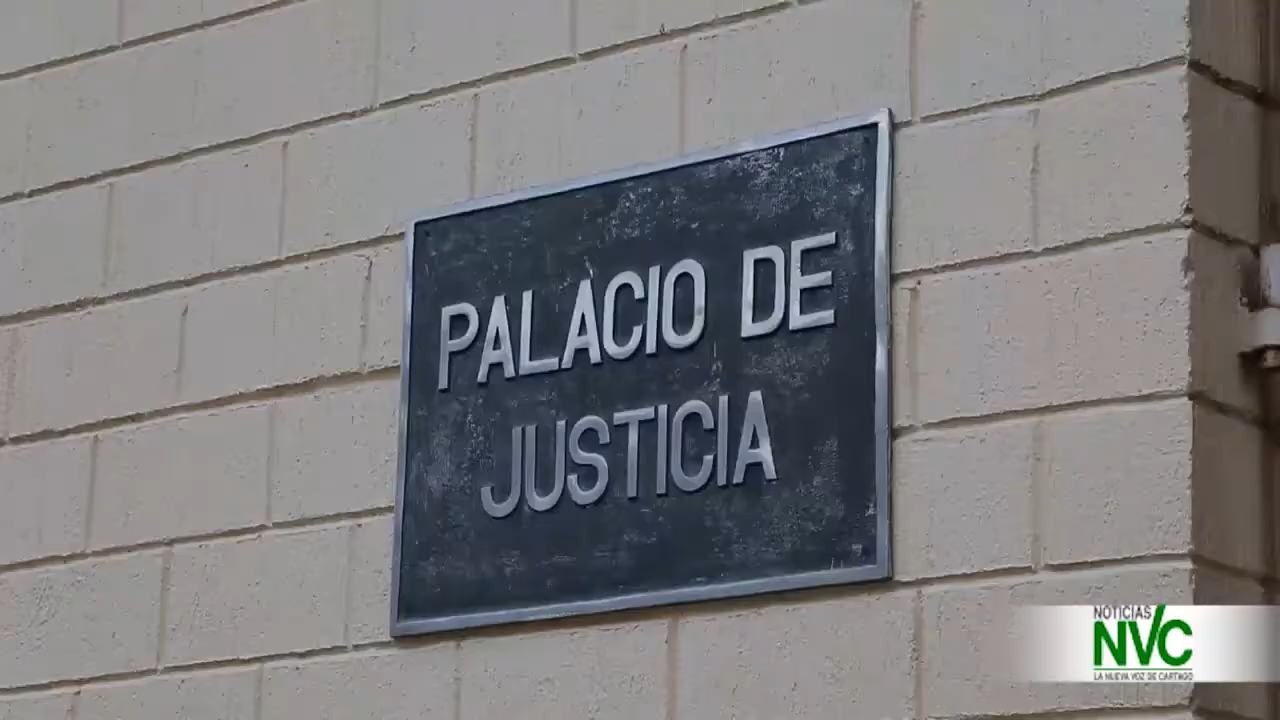 PALACIO DE
JUSTICIA
NOTICIAS
NVC
LA NUEVA VOZ DE CARTAGO